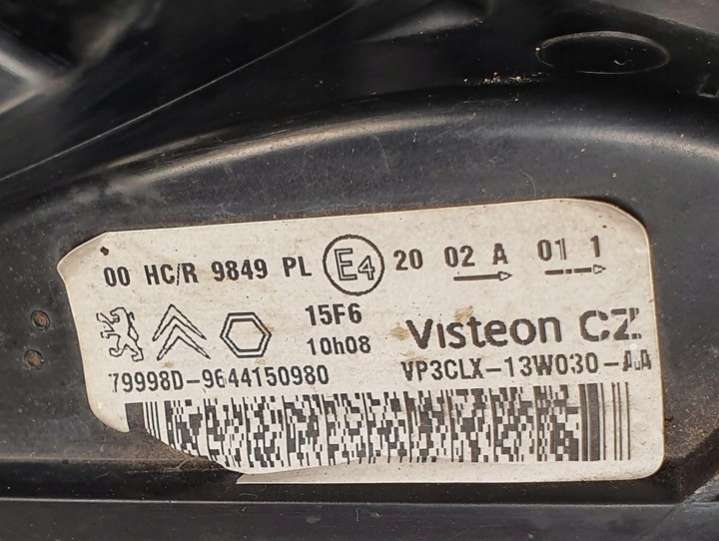 00 HC/R 9849 PL E4 20 02 A 01 1
15F6
10h08
Visteon CZ
79998D-9644150980 VP3CLX-13W030-AA